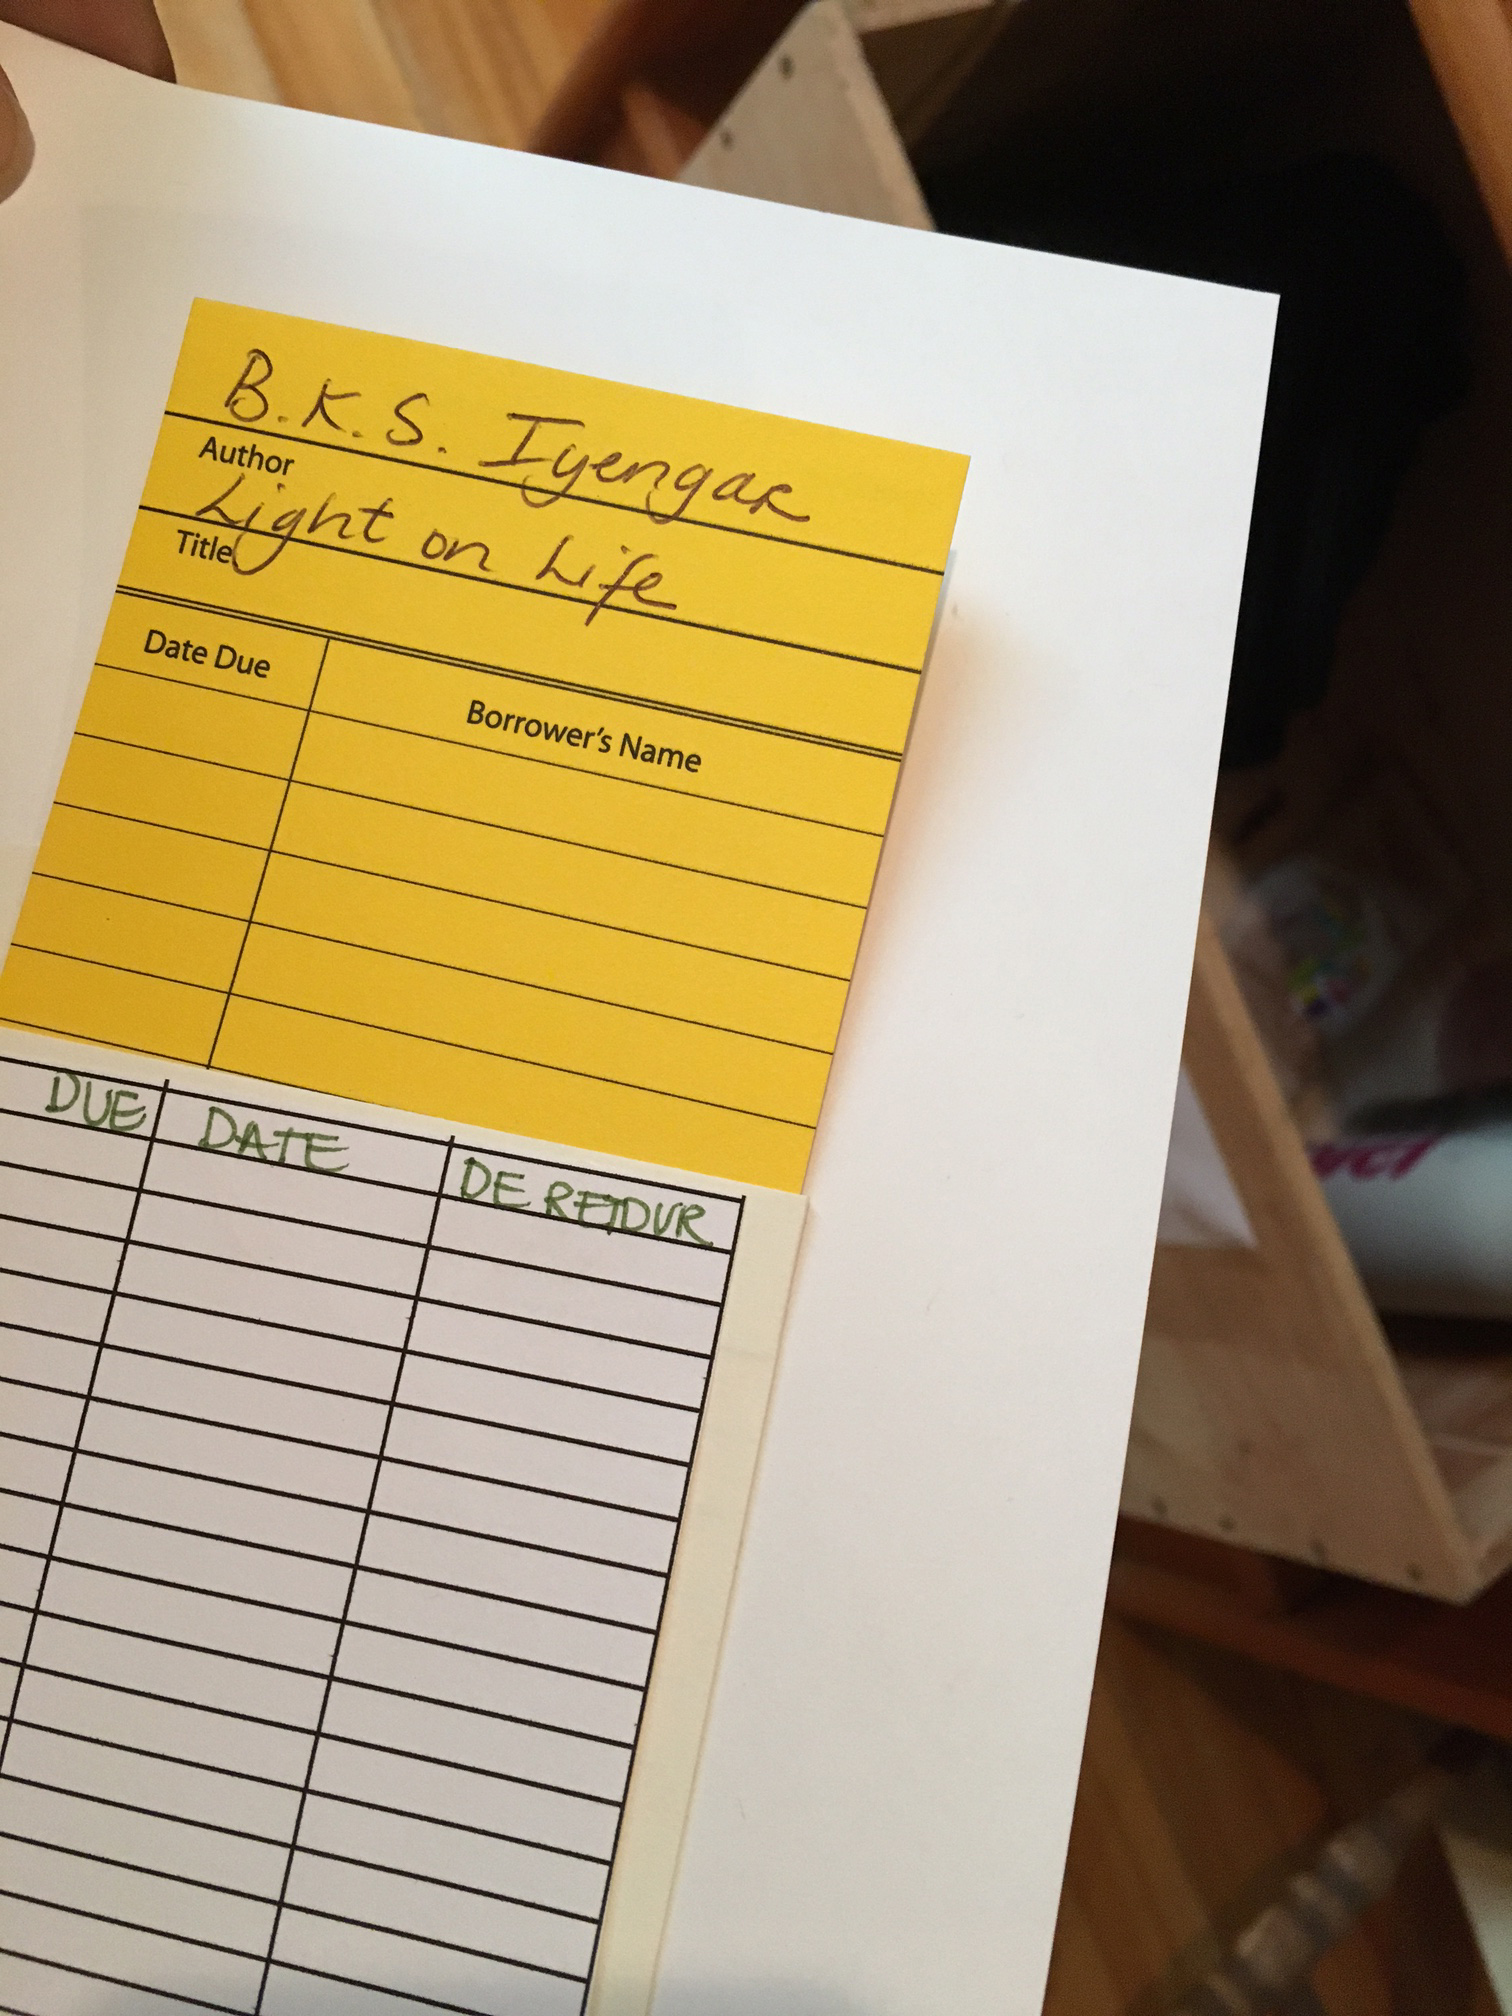 B.K.S. Iyengar
Author
Light on Life
Title
Date Due
Borrower's Name
DUE DATE DE RETOUR